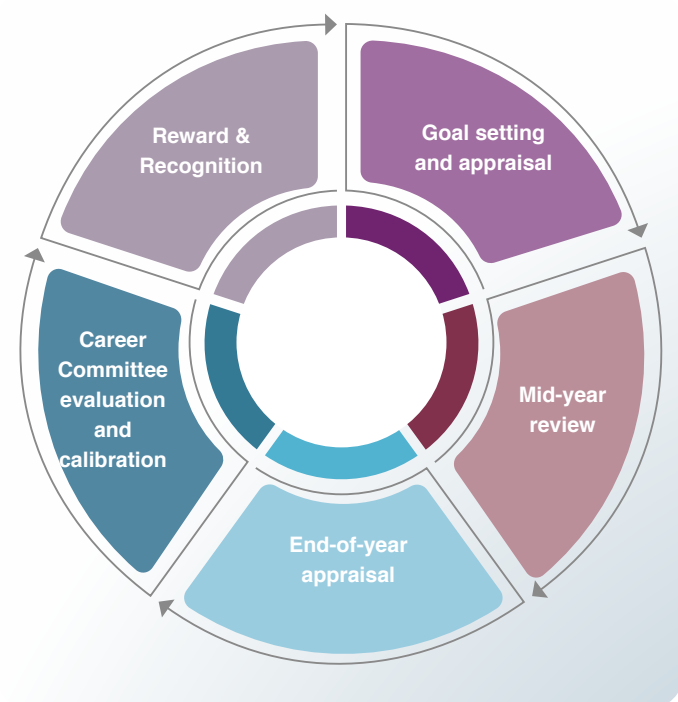 Goal setting
and appraisal
Mid-year
review
End-of-year
appraisal
Career
Committee
evaluation
and
calibration
Reward &
Recognition